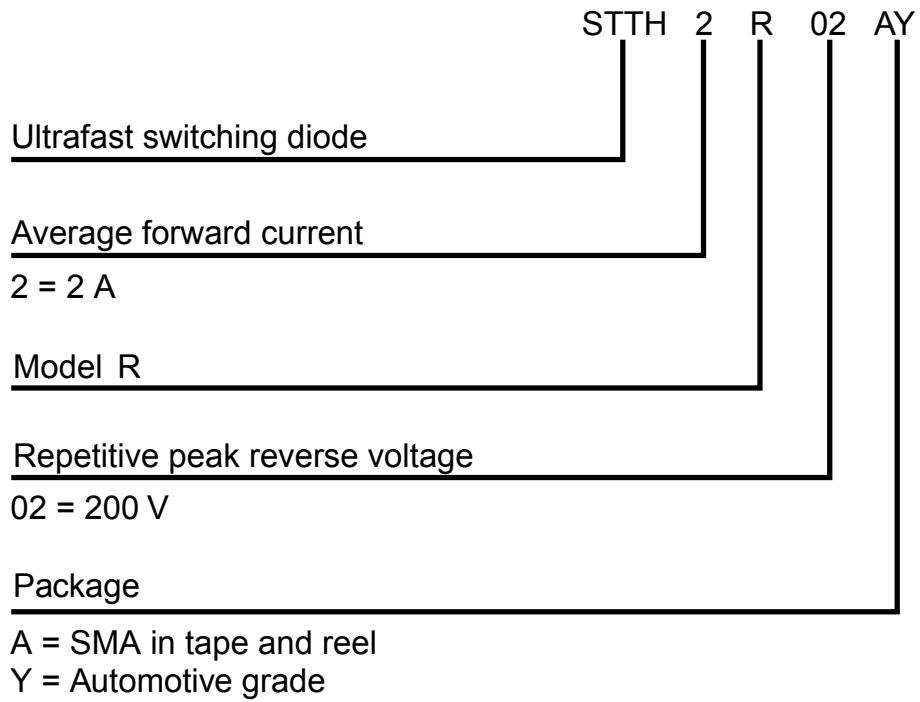 STTH 2 R 02 AY
Ultrafast switching diode
Average forward current
2 = 2 A
Model R
Repetitive peak reverse voltage
02 = 200 V
Package
A = SMA in tape and reel
Y = Automotive grade